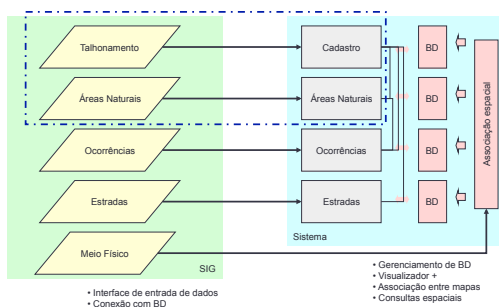 Talhonamento
Cadastro
BD
Áreas Naturais
Áreas Naturais
BD
Associação espacial
Ocorrências
Ocorrências
BD
Estradas
Estradas
BD
Sistema
Meio Físico
SIG
• Interface de entrada de dados
• Conexão com BD
• Gerenciamento de BD
• Visualizador +
• Associação entre mapas
• Consultas espaciais